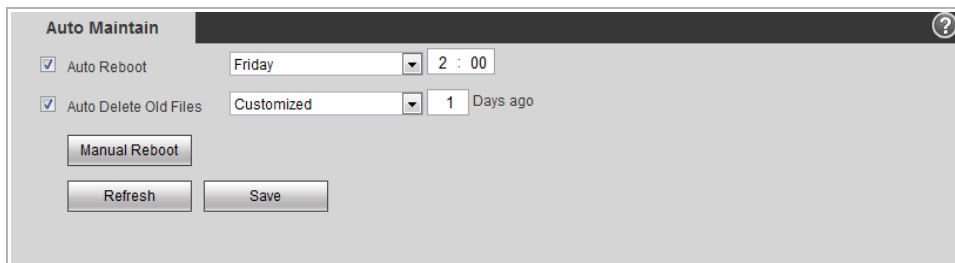 Auto Maintain ?
Auto Reboot Friday 2 : 00
Auto Delete Old Files Customized 1 Days ago
Manual Reboot
Refresh Save